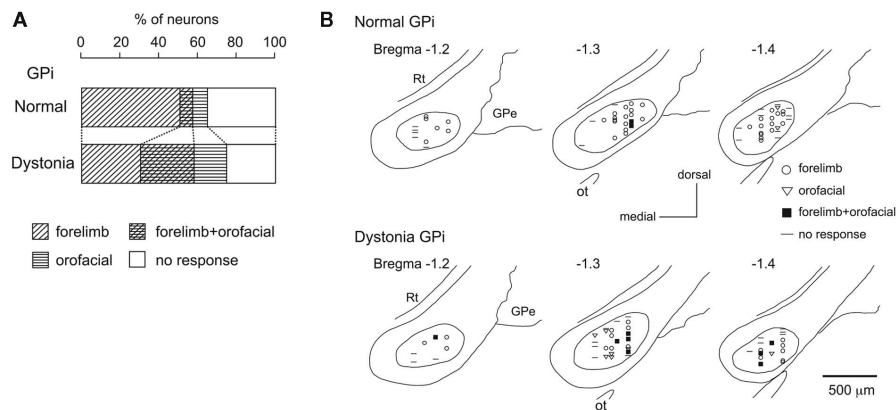 A
% of neurons
0 20 40 60 80 100
GPi
Normal
Dystonia
forelimb
forelimb+orofacial
orofacial
no response
B
Normal GPi
Bregma -1.2
-1.3
-1.4
Rt
GPe
ot
dorsal
medial
forelimb
orofacial
forelimb+orofacial
no response
Dystonia GPi
Bregma -1.2
-1.3
-1.4
Rt
GPe
ot
500 µm